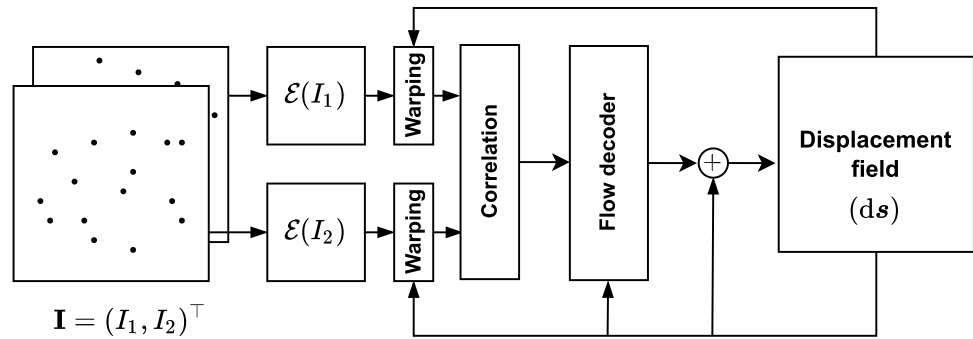 𝓔(I₁)
Warping
Correlation
Flow decoder
+
Displacement
field
(d𝒔)
𝓔(I₂)
Warping
𝐈 = (I₁, I₂)^⊤